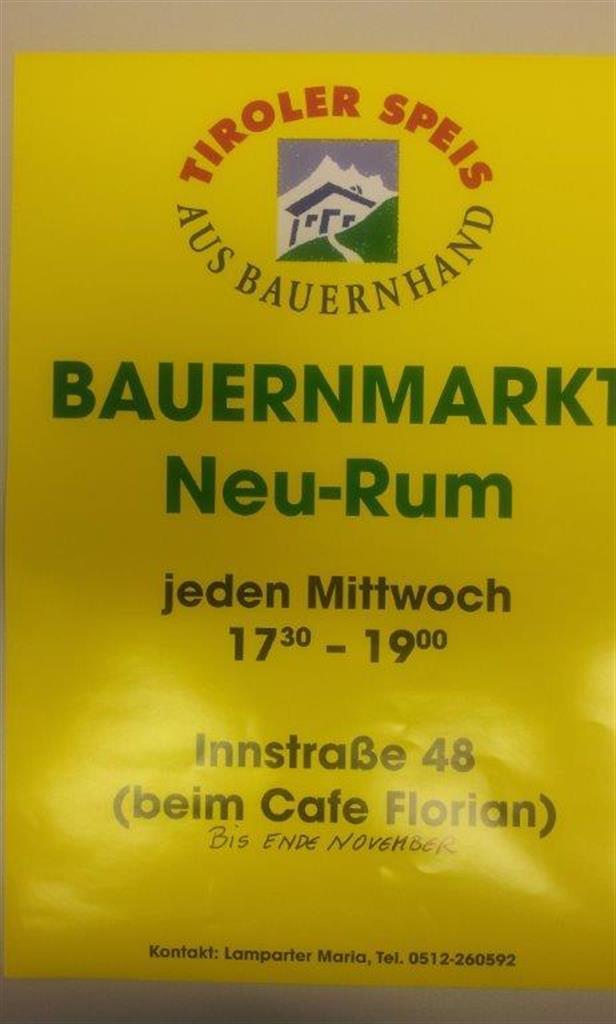 TIROLER SPEIS
AUS BAUERNHAND
BAUERNMARKT
Neu-Rum
jeden Mittwoch
17³⁰ - 19⁰⁰
Innstraße 48
(beim Cafe Florian)
BIS ENDE NOVEMBER
Kontakt: Lamparter Maria, Tel. 0512-260592